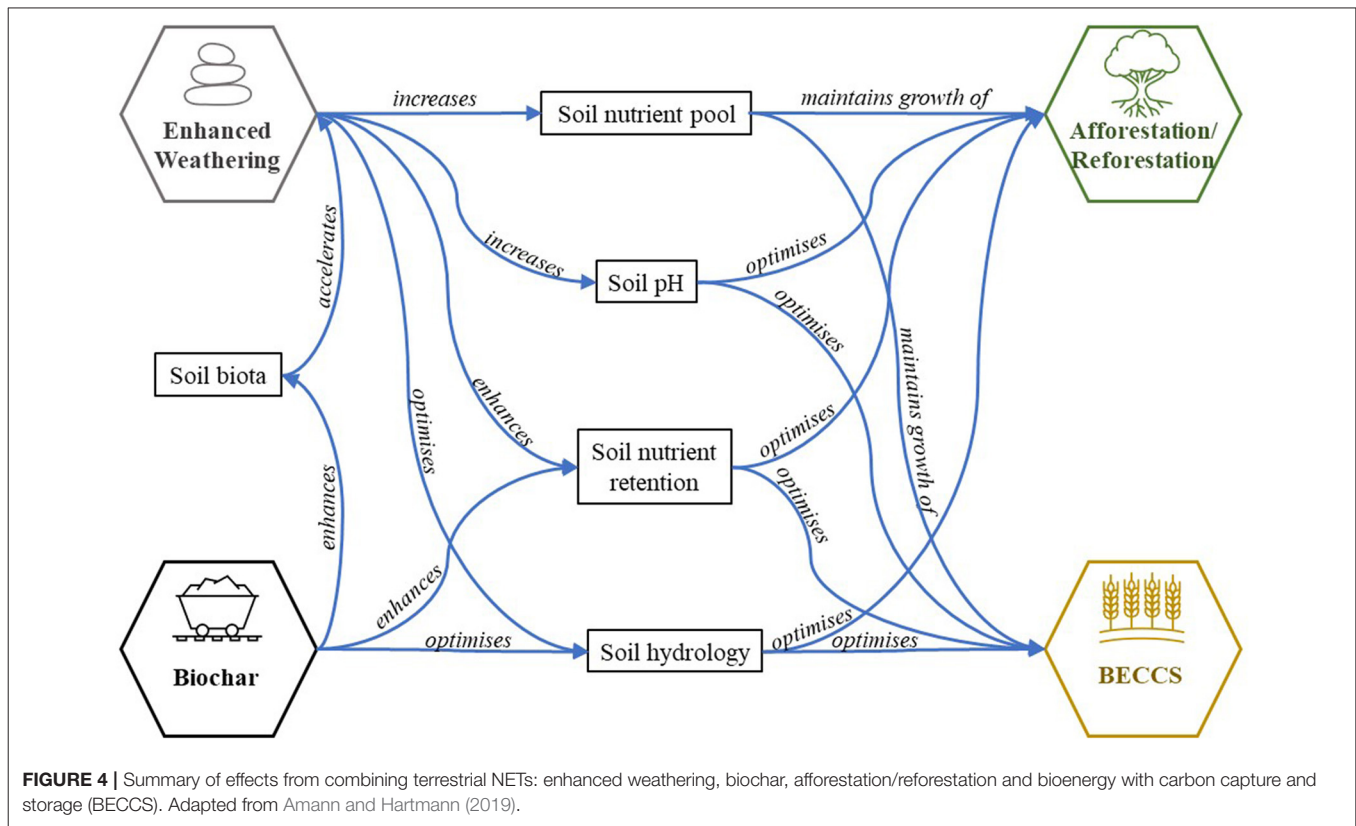 increases
Soil nutrient pool
maintains growth of
Enhanced
Weathering
Afforestation/
Reforestation
accelerates
increases
Soil pH
optimises
optimises
Soil biota
enhances
optimises
enhances
Soil nutrient
retention
optimises
optimises
maintains growth of
Biochar
enhances
optimises
Soil hydrology
optimises
optimises
BECCS
FIGURE 4 | Summary of effects from combining terrestrial NETs: enhanced weathering, biochar, afforestation/reforestation and bioenergy with carbon capture and
storage (BECCS). Adapted from Amann and Hartmann (2019).